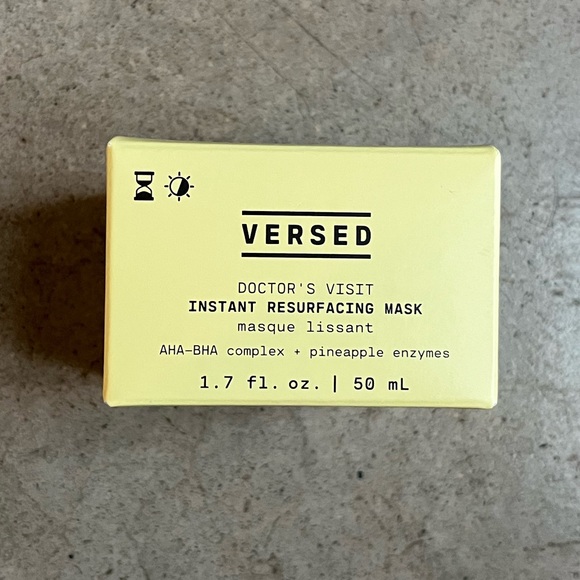 VERSED
DOCTOR'S VISIT
INSTANT RESURFACING MASK
masque lissant
AHA-BHA complex + pineapple enzymes
1.7 fl. oz. | 50 mL